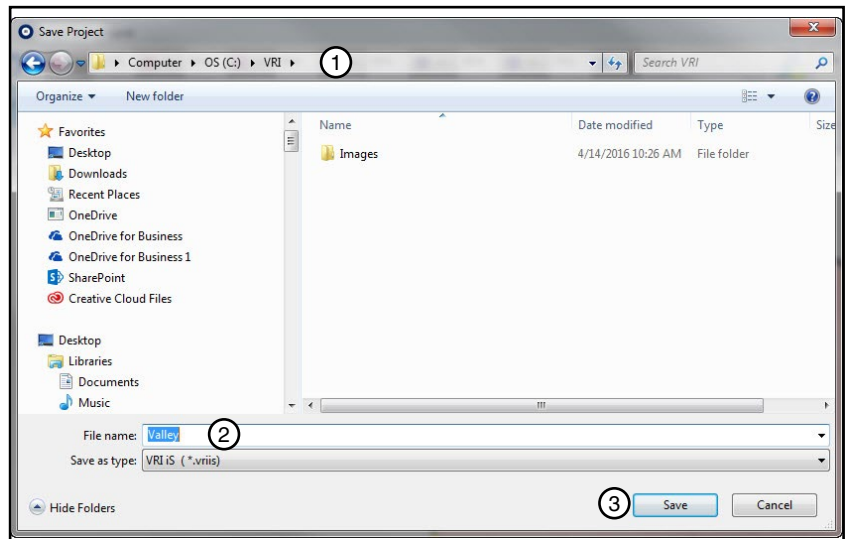 Save Project
Computer ▸ OS (C:) ▸ VRI ▸ 1 Search VRI
Organize New folder
Favorites
Desktop
Downloads
Recent Places
OneDrive
OneDrive for Business
OneDrive for Business 1
SharePoint
Creative Cloud Files
Desktop
Libraries
Documents
Music
Name Date modified Type Size
Images 4/14/2016 10:26 AM File folder
File name: Valley 2
Save as type: VRI iS (*.vriis)
Hide Folders 3 Save Cancel